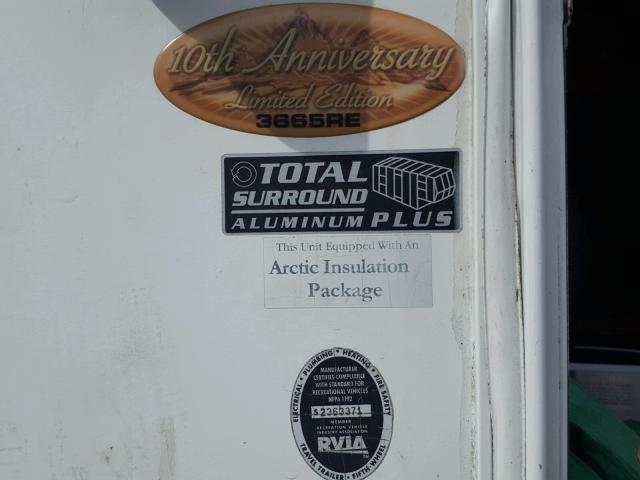 10th Anniversary
Limited Edition
3665RE
TOTAL
SURROUND
ALUMINUM PLUS
This Unit Equipped With An
Arctic Insulation
Package
ELECTRICAL • PLUMBING • HEATING • FIRE SAFETY
MANUFACTURER
CERTIFIES COMPLIANCE
WITH STANDARD FOR
RECREATIONAL VEHICLES
NFPA 1192
S2363371
MEMBER
RECREATION VEHICLE
INDUSTRY ASSOCIATION
RVIA
TRAVEL TRAILER • FIFTH-WHEEL